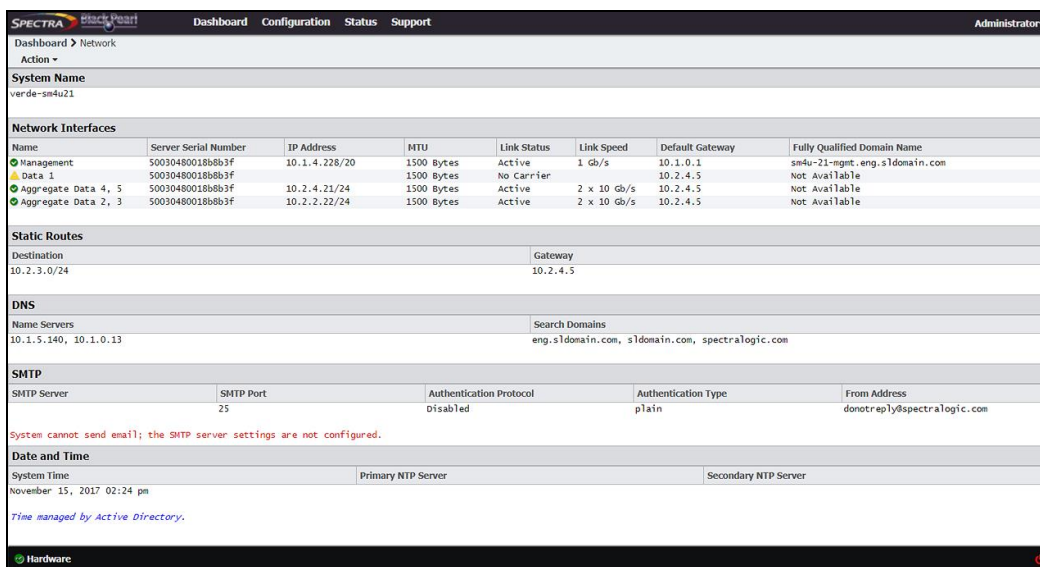 SPECTRA BlackPearl Dashboard Configuration Status Support Administrator
Dashboard > Network
Action
System Name
verde-sm4u21
Network Interfaces
Name Server Serial Number IP Address MTU Link Status Link Speed Default Gateway Fully Qualified Domain Name
Management 50030480018b8b3f 10.1.4.228/20 1500 Bytes Active 1 Gb/s 10.1.0.1 sm4u-21-mgmt.eng.sldomain.com
Data 1 50030480018b8b3f 1500 Bytes No Carrier 10.2.4.5 Not Available
Aggregate Data 4, 5 50030480018b8b3f 10.2.4.21/24 1500 Bytes Active 2 x 10 Gb/s 10.2.4.5 Not Available
Aggregate Data 2, 3 50030480018b8b3f 10.2.2.22/24 1500 Bytes Active 2 x 10 Gb/s 10.2.4.5 Not Available
Static Routes
Destination Gateway
10.2.3.0/24 10.2.4.5
DNS
Name Servers Search Domains
10.1.5.140, 10.1.0.13 eng.sldomain.com, sldomain.com, spectralogic.com
SMTP
SMTP Server SMTP Port Authentication Protocol Authentication Type From Address
25 Disabled plain donotreply@spectralogic.com
System cannot send email; the SMTP server settings are not configured.
Date and Time
System Time Primary NTP Server Secondary NTP Server
November 15, 2017 02:24 pm
Time managed by Active Directory.
Hardware